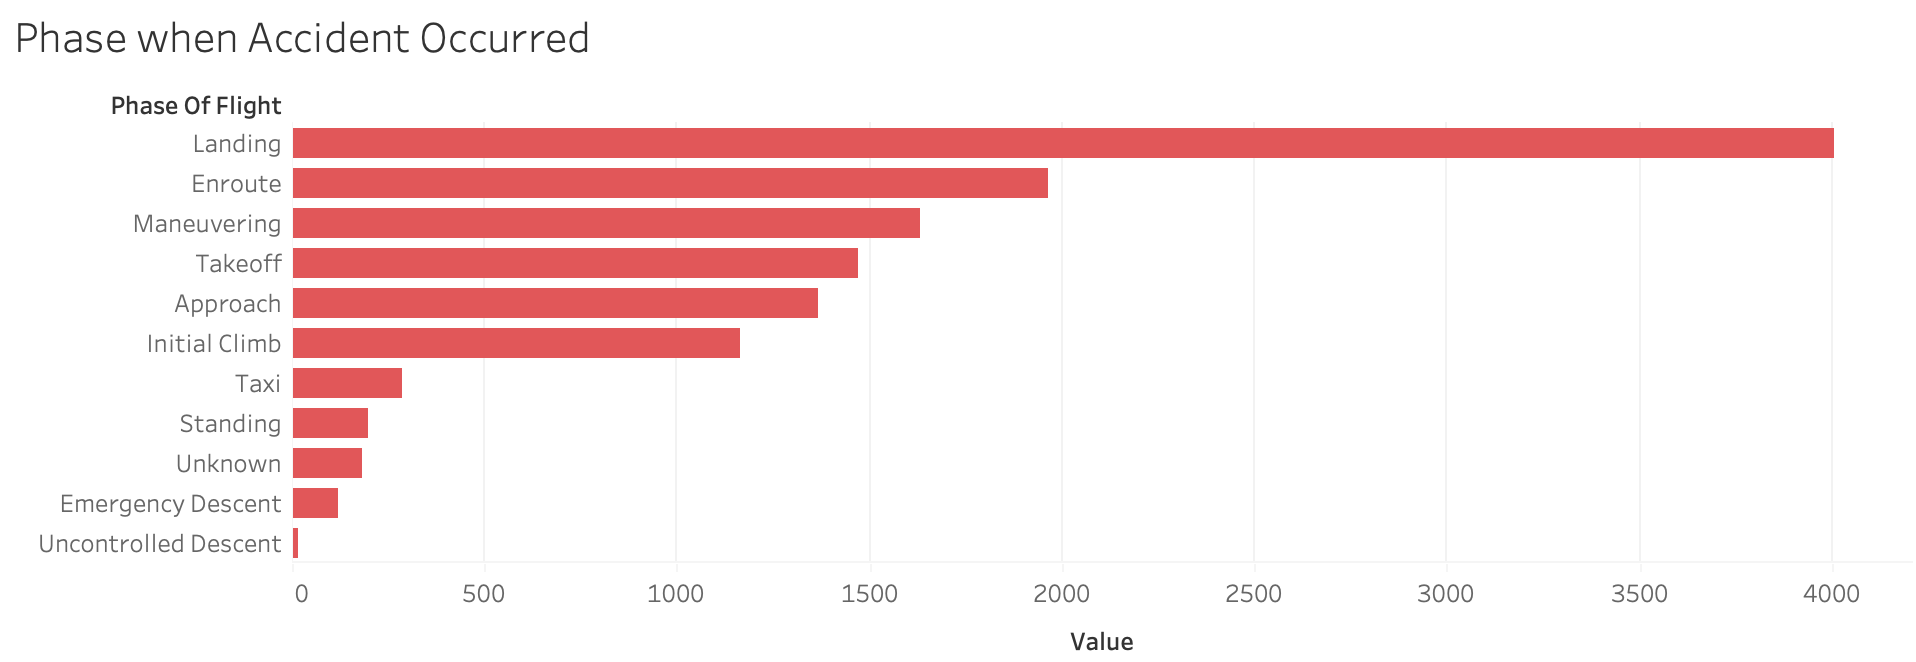 Phase when Accident Occurred
Phase Of Flight
Landing
Enroute
Maneuvering
Takeoff
Approach
Initial Climb
Taxi
Standing
Unknown
Emergency Descent
Uncontrolled Descent
0 500 1000 1500 2000 2500 3000 3500 4000
Value